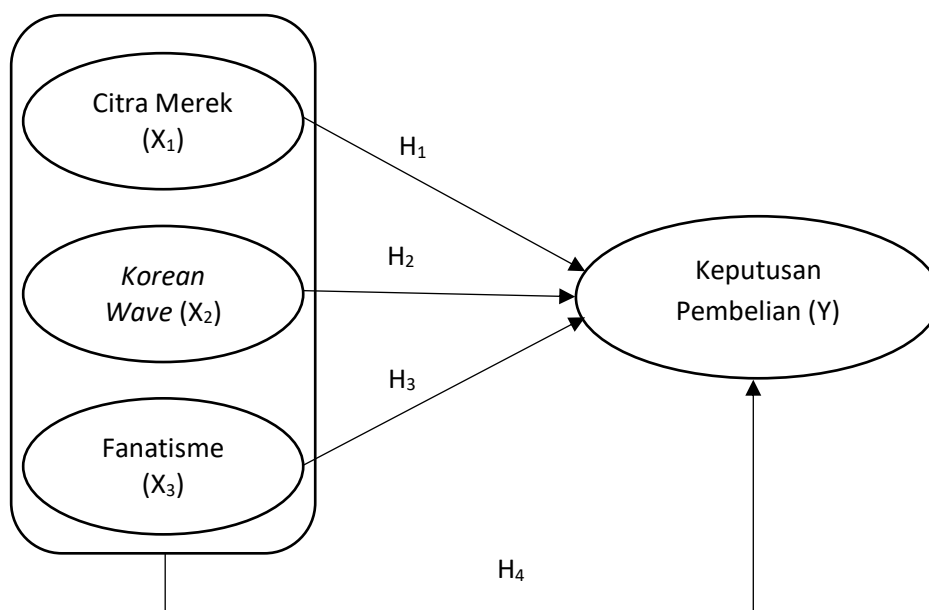 Citra Merek
(X₁)
H₁
Korean
Wave (X₂)
H₂
Keputusan
Pembelian (Y)
H₃
Fanatisme
(X₃)
H₄